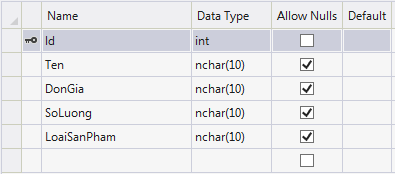 Name Data Type Allow Nulls Default
Id int
Ten nchar(10)
DonGia nchar(10)
SoLuong nchar(10)
LoaiSanPham nchar(10)